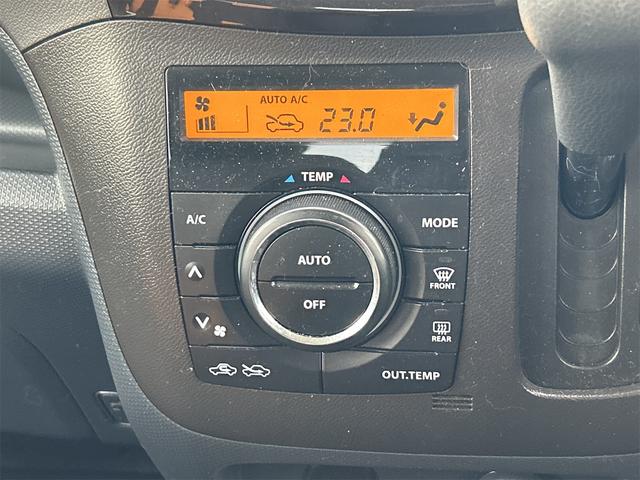 AUTO A/C
23.0
TEMP
A/C
MODE
AUTO
FRONT
OFF
REAR
OUT.TEMP